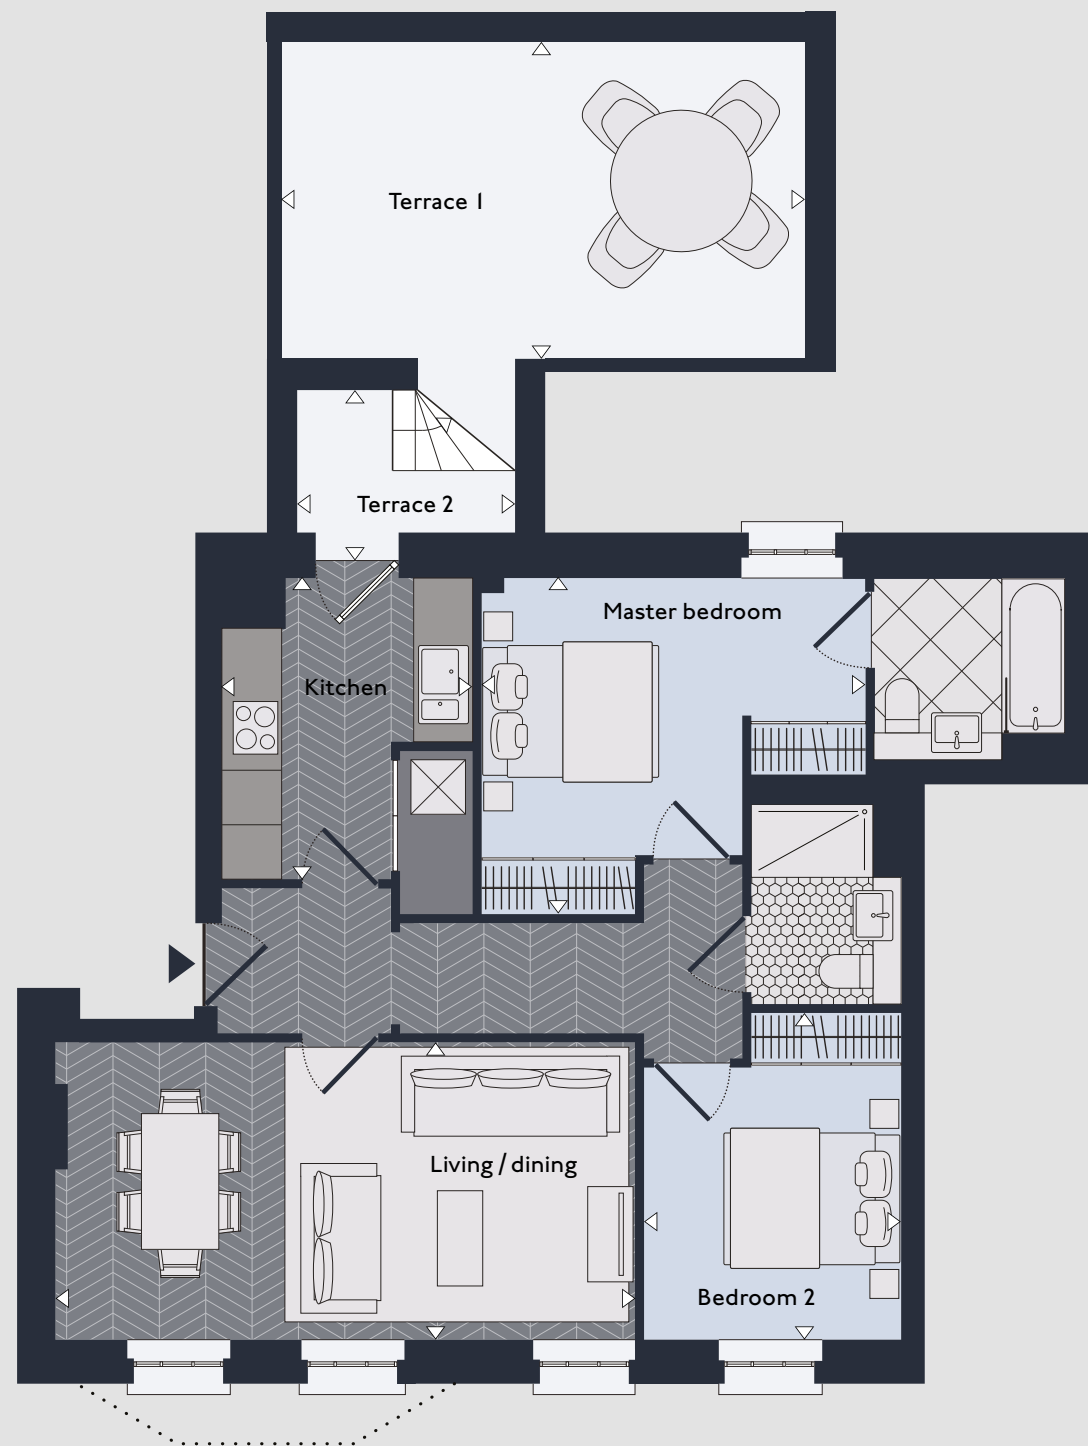 Terrace 1
Terrace 2
Master bedroom
Kitchen
Living / dining
Bedroom 2